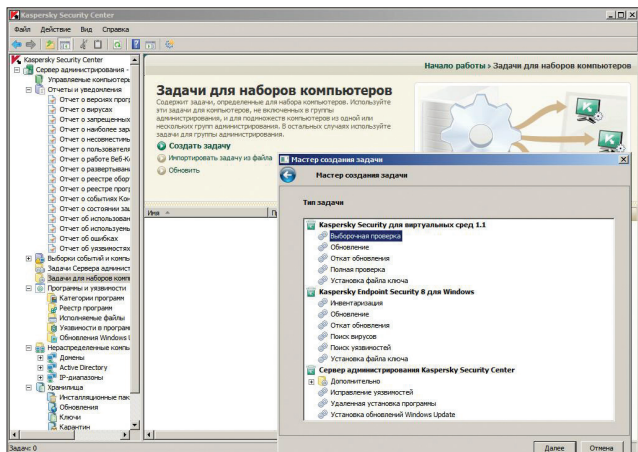 Kaspersky Security Center
Файл Действие Вид Справка
Kaspersky Security Center
Сервер администрирования -
Управляемые компьютеры
Отчеты и уведомления
Отчет о версиях прог
Отчет о вирусах
Отчет о запрещенных
Отчет о наиболее зар
Отчет о несовместим
Отчет о пользователя
Отчет о работе Веб-К
Отчет о развертыван
Отчет о реестре обор
Отчет о реестре прог
Отчет о событиях Кон
Отчет о состоянии за
Отчет об использован
Отчет об используем
Отчет об ошибках
Отчет об уязвимостях
Выборки событий и компь
Задачи Сервера админист
Задачи для наборов комп
Программы и уязвимости
Категории программ
Реестр программ
Исполняемые файлы
Уязвимости в програм
Обновления Windows U
Нераспределенные компь
Домены
Active Directory
IP-диапазоны
Хранилища
Инсталляционные пак
Обновления
Ключи
Карантин
Задач: 0
Начало работы › Задачи для наборов компьютеров
Задачи для наборов компьютеров
Содержит задачи, определенные для набора компьютеров. Используйте
эти задачи для компьютеров, не включенных в группы
администрирования, и для подмножеств компьютеров из одной или
нескольких групп администрирования. В остальных случаях используйте
задачи для группы администрирования.
Создать задачу
Импортировать задачу из файла
Обновить
Имя
Мастер создания задачи
Мастер создания задачи
Тип задачи
Kaspersky Security для виртуальных сред 1.1
Выборочная проверка
Обновление
Откат обновления
Полная проверка
Установка файла ключа
Kaspersky Endpoint Security 8 для Windows
Инвентаризация
Обновление
Откат обновления
Поиск вирусов
Поиск уязвимостей
Установка файла ключа
Сервер администрирования Kaspersky Security Center
Дополнительно
Исправление уязвимостей
Удаленная установка программы
Установка обновлений Windows Update
Далее Отмена